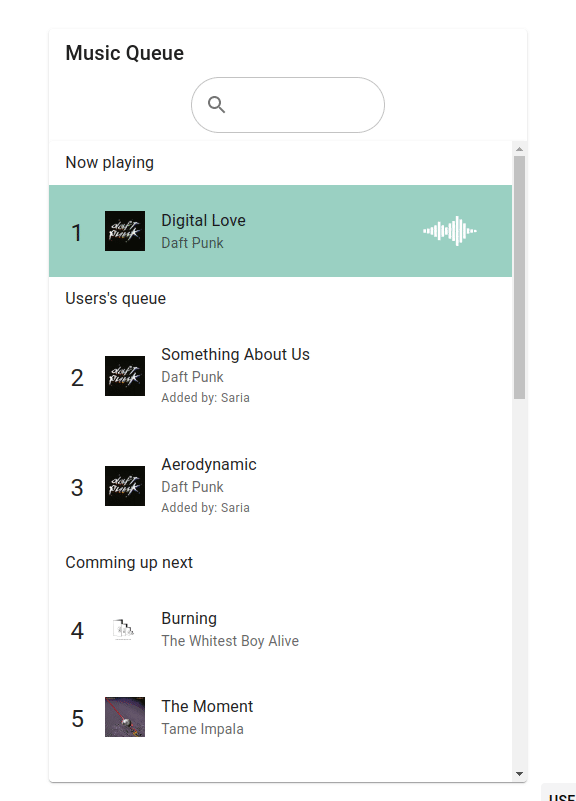 Music Queue
Now playing
1
daft punk
Digital Love
Daft Punk
Users's queue
2
daft punk
Something About Us
Daft Punk
Added by: Saria
3
daft punk
Aerodynamic
Daft Punk
Added by: Saria
Comming up next
4
Burning
The Whitest Boy Alive
5
The Moment
Tame Impala
USE